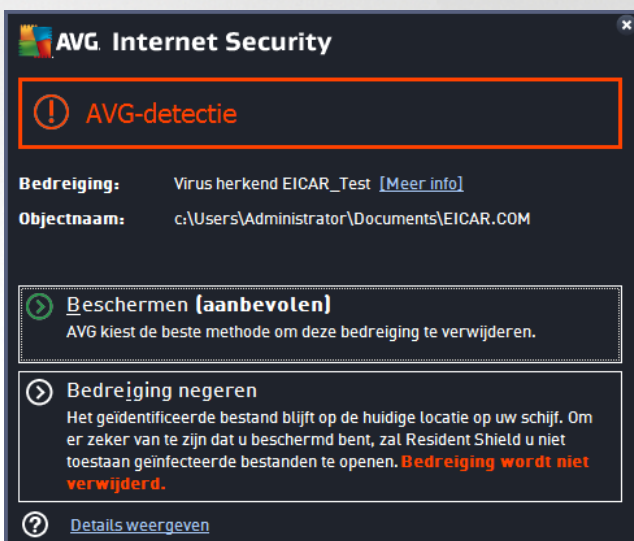 AVG. Internet Security
AVG-detectie
Bedreiging: Virus herkend EICAR_Test [Meer info]
Objectnaam: c:\Users\Administrator\Documents\EICAR.COM
Beschermen (aanbevolen)
AVG kiest de beste methode om deze bedreiging te verwijderen.
Bedreiging negeren
Het geïdentificeerde bestand blijft op de huidige locatie op uw schijf. Om
er zeker van te zijn dat u beschermd bent, zal Resident Shield u niet
toestaan geïnfecteerde bestanden te openen. Bedreiging wordt niet
verwijderd.
Details weergeven